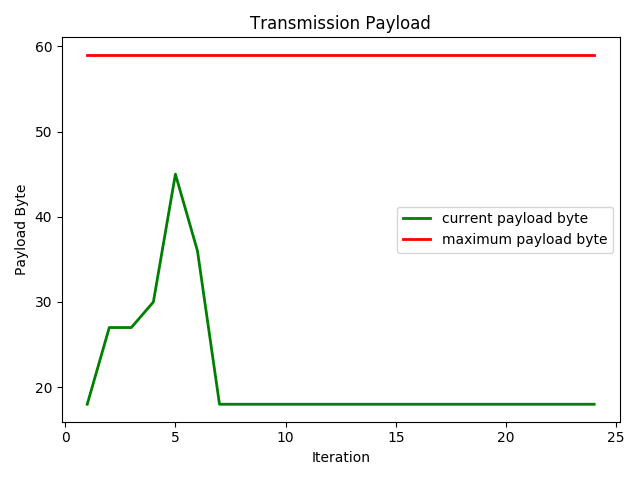 Transmission Payload
60
50
40
30
20
Payload Byte
current payload byte
maximum payload byte
0 5 10 15 20 25
Iteration